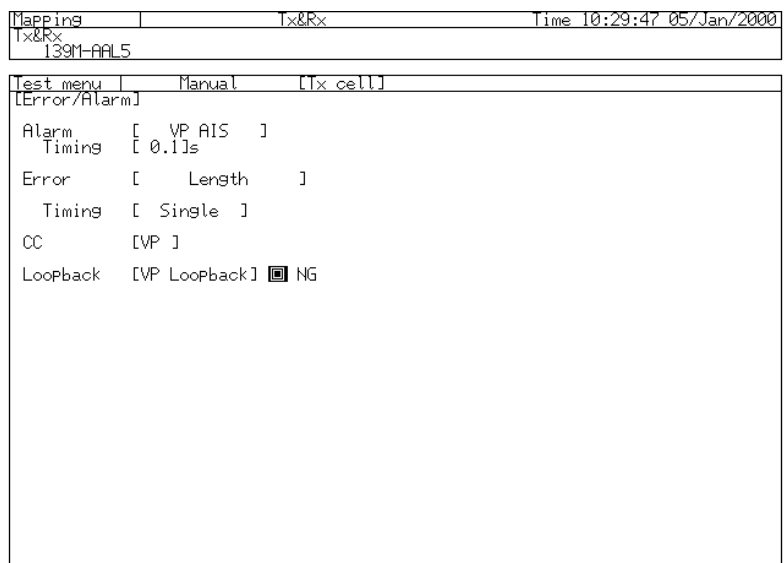 Mapping Tx&Rx Time 10:29:47 05/Jan/2000
Tx&Rx
139M-AAL5
Test menu Manual [Tx cell]
[Error/Alarm]
Alarm [ VP AIS ]
Timing [ 0.1]s
Error [ Length ]
Timing [ Single ]
CC [VP ]
Loopback [VP Loopback] NG